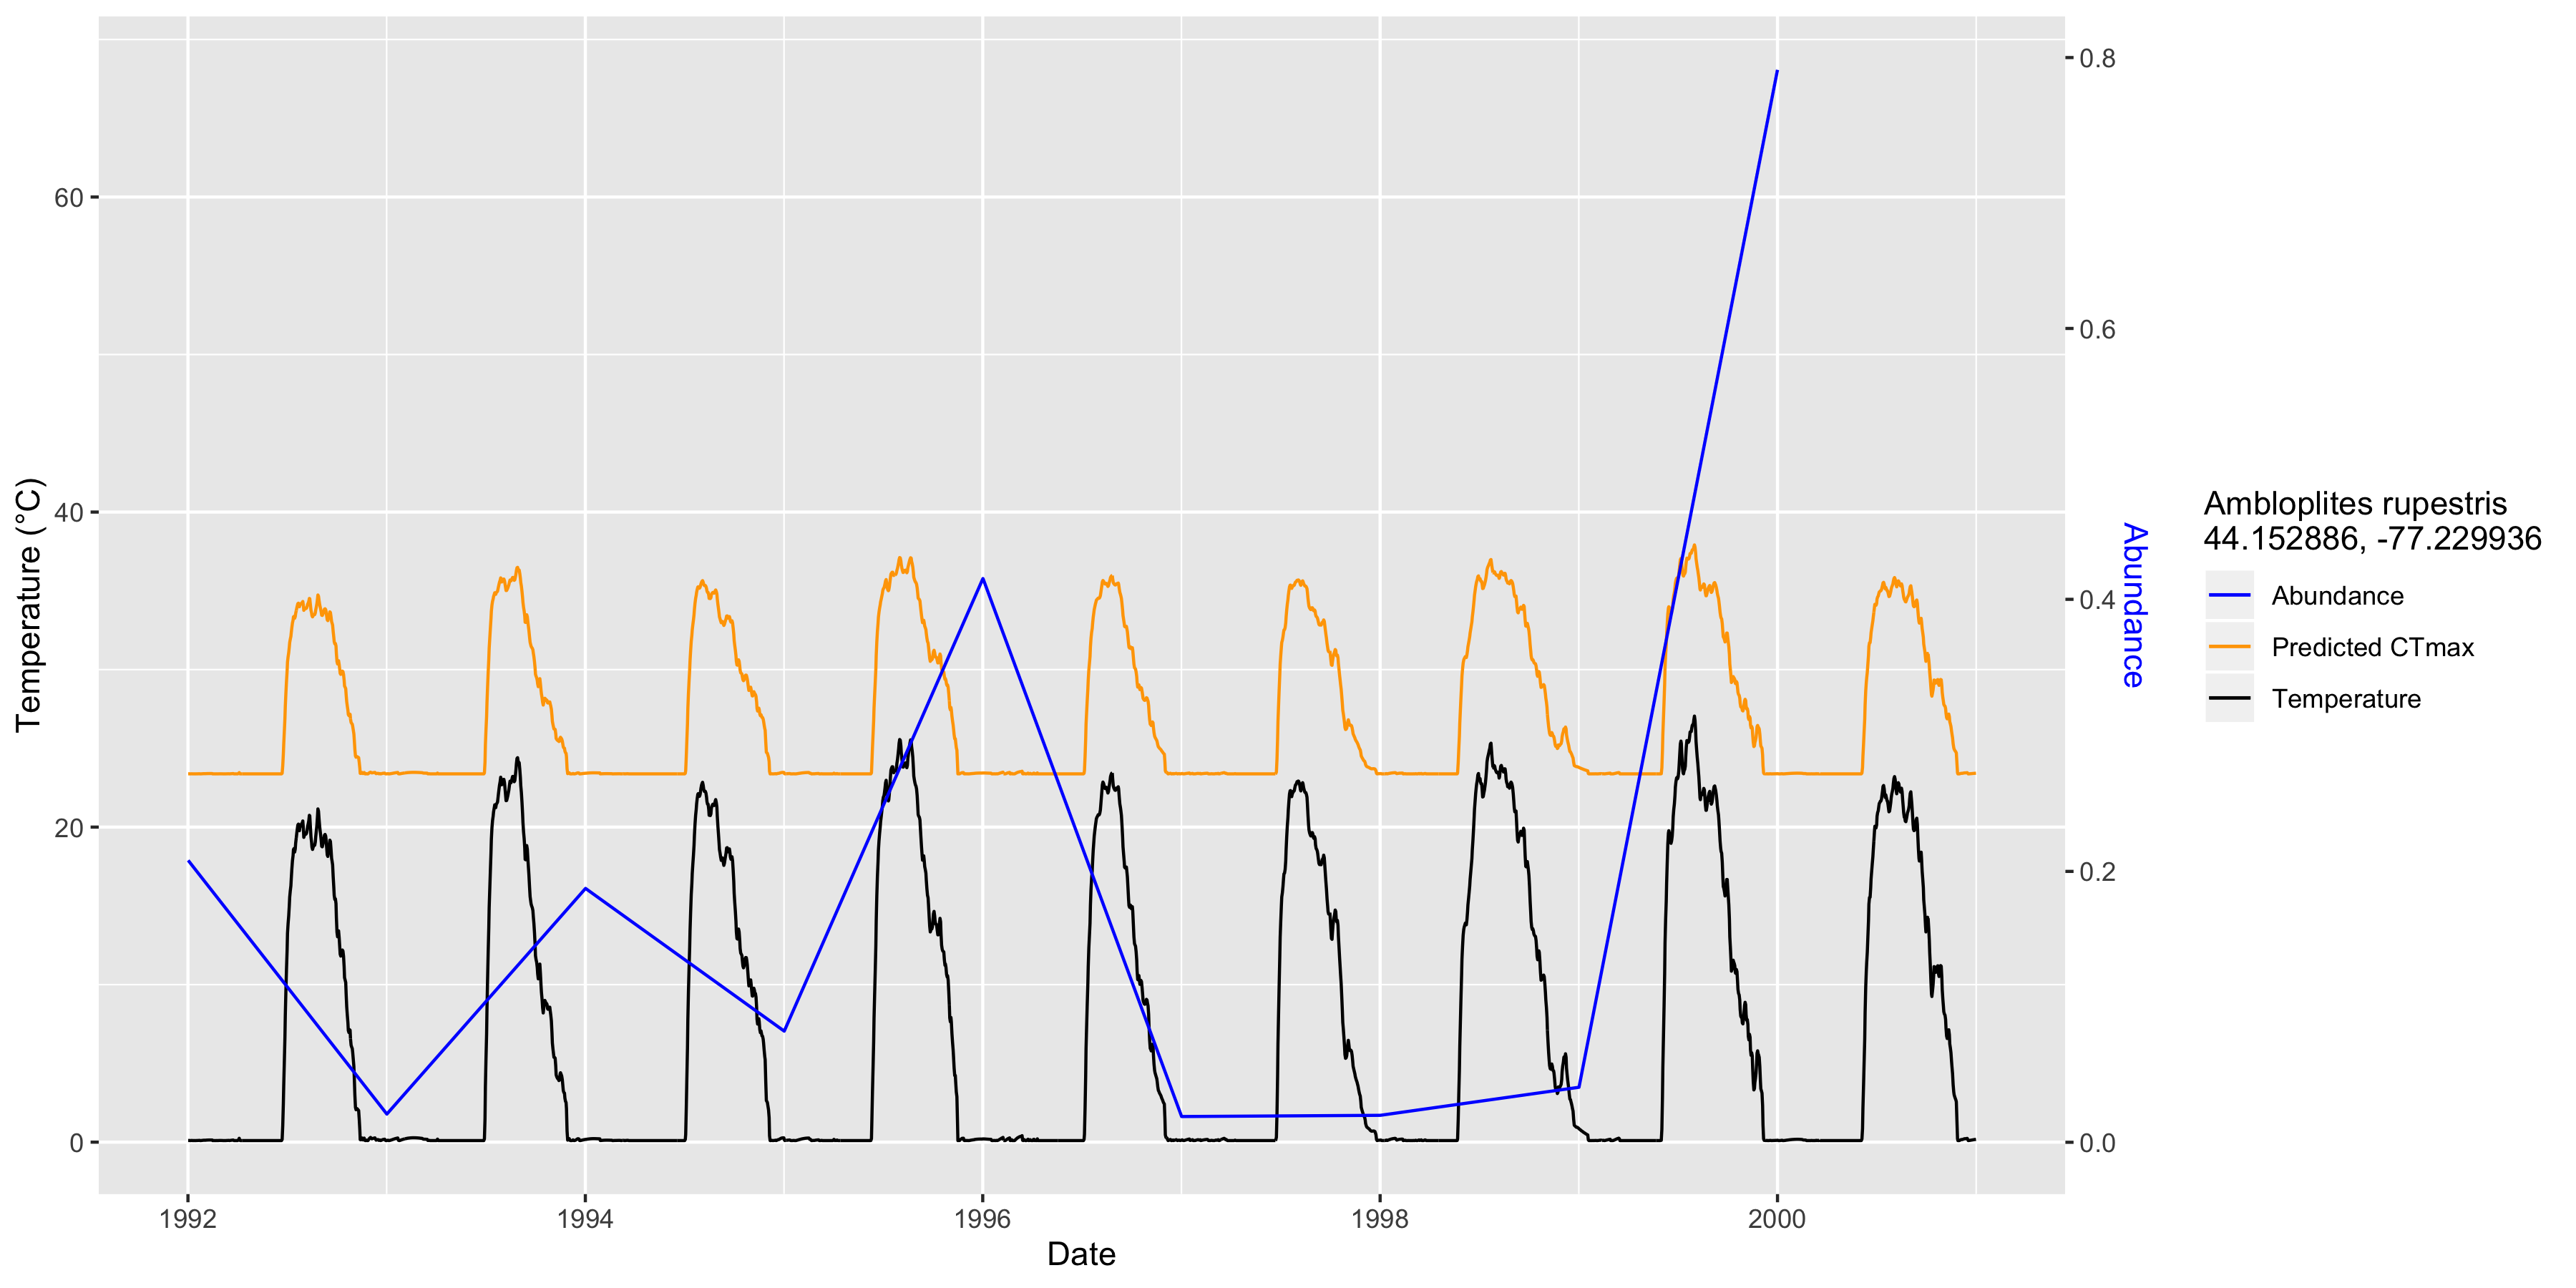 Temperature (°C)
60
40
20
0
1992
1994
1996
1998
2000
Date
0.8
0.6
0.4
0.2
0.0
Abundance
Ambloplites rupestris
44.152886, -77.229936
Abundance
Predicted CTmax
Temperature